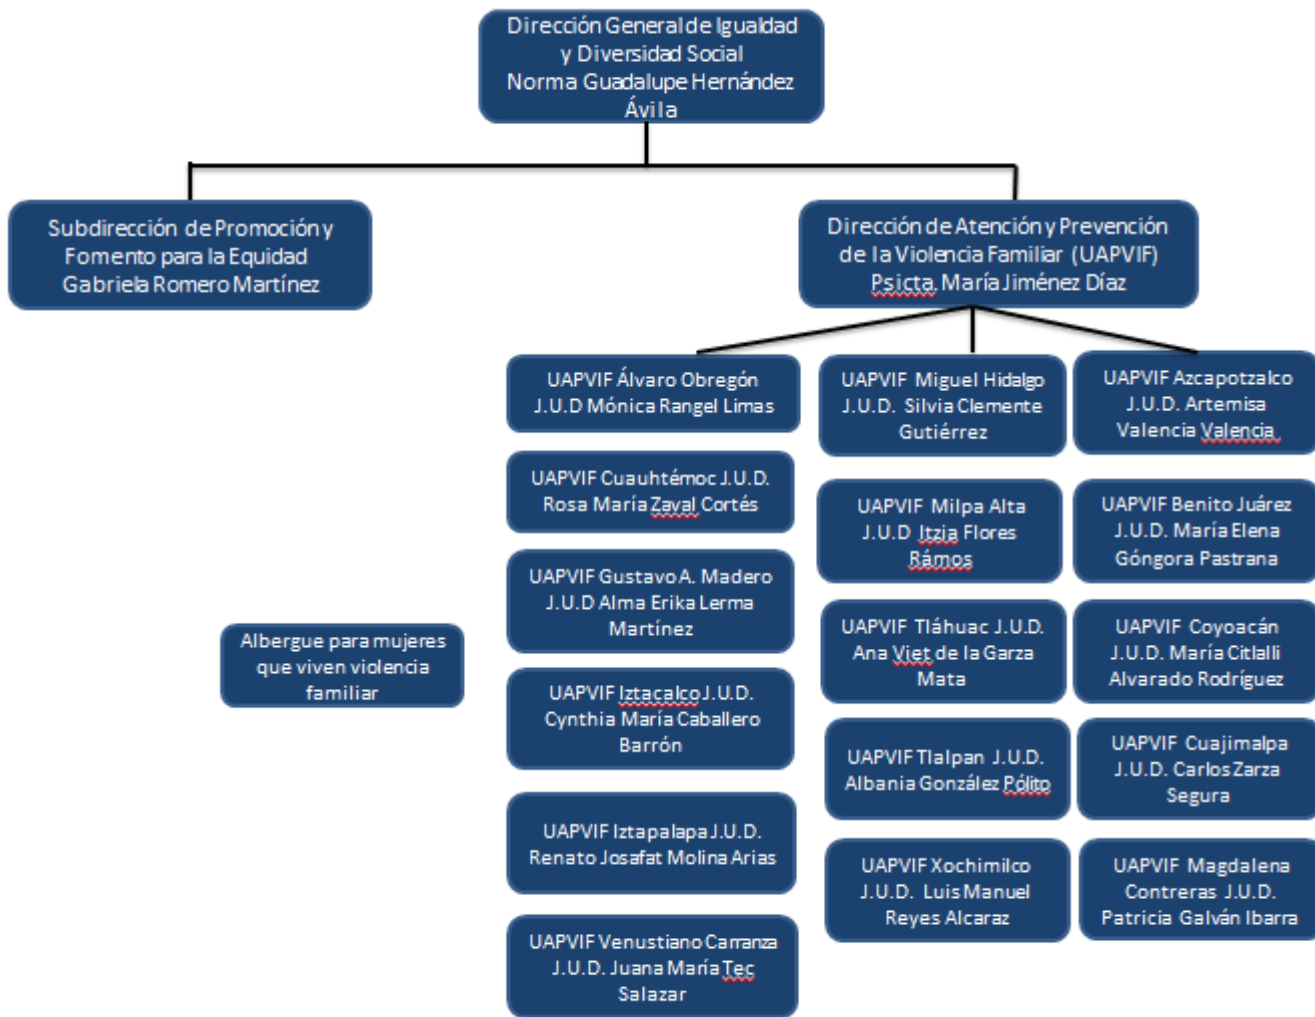 Dirección General de Igualdad
y Diversidad Social
Norma Guadalupe Hernández
Ávila
Subdirección de Promoción y
Fomento para la Equidad
Gabriela Romero Martínez
Dirección de Atención y Prevención
de la Violencia Familiar (UAPVIF)
Psicta. María Jiménez Díaz
UAPVIF Álvaro Obregón
J.U.D Mónica Rangel Limas
UAPVIF Cuauhtémoc J.U.D.
Rosa María Zaval Cortés
UAPVIF Gustavo A. Madero
J.U.D Alma Erika Lerma
Martínez
UAPVIF Iztacalco J.U.D.
Cynthia María Caballero
Barrón
UAPVIF Iztapalapa J.U.D.
Renato Josafat Molina Arias
UAPVIF Venustiano Carranza
J.U.D. Juana María Tec
Salazar
UAPVIF Miguel Hidalgo
J.U.D. Silvia Clemente
Gutiérrez
UAPVIF Milpa Alta
J.U.D Itzia Flores
Rámos
UAPVIF Tláhuac J.U.D.
Ana Viet de la Garza
Mata
UAPVIF Tlalpan J.U.D.
Albania González Pólito
UAPVIF Xochimilco
J.U.D. Luis Manuel
Reyes Alcaraz
UAPVIF Azcapotzalco
J.U.D. Artemisa
Valencia Valencia
UAPVIF Benito Juárez
J.U.D. María Elena
Góngora Pastrana
UAPVIF Coyoacán
J.U.D. María Citlalli
Alvarado Rodríguez
UAPVIF Cuajimalpa
J.U.D. Carlos Zarza
Segura
UAPVIF Magdalena
Contreras J.U.D.
Patricia Galván Ibarra
Albergue para mujeres
que viven violencia
familiar